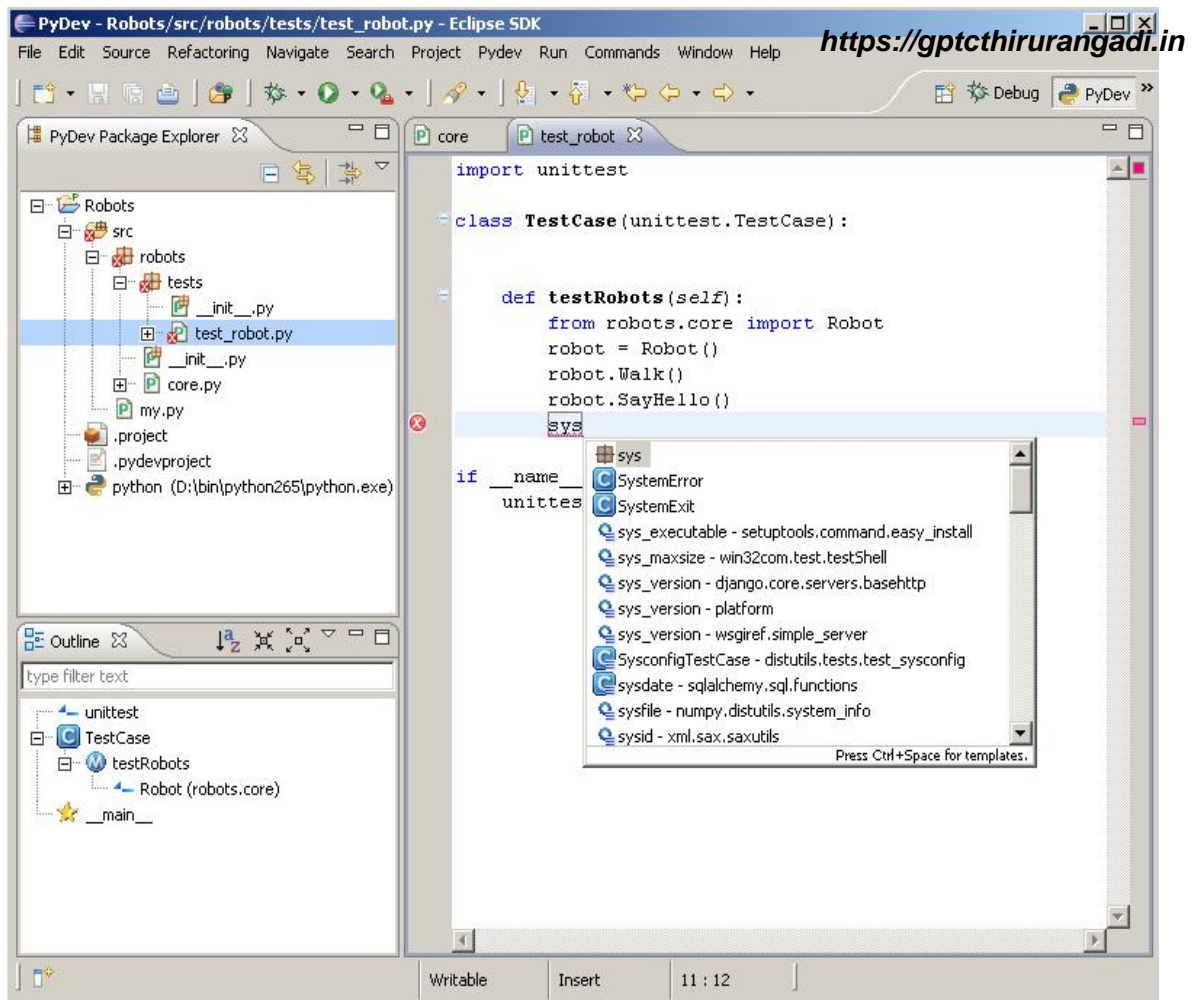 PyDev - Robots/src/robots/tests/test_robot.py - Eclipse SDK
https://gptcthirurangadi.in
File Edit Source Refactoring Navigate Search Project Pydev Run Commands Window Help
Debug PyDev »
PyDev Package Explorer
Robots
src
robots
tests
__init__.py
test_robot.py
__init__.py
core.py
my.py
.project
.pydevproject
python (D:\bin\python265\python.exe)
Outline
type filter text
unittest
TestCase
testRobots
Robot (robots.core)
__main__
core test_robot
import unittest
class TestCase(unittest.TestCase):
def testRobots(self):
from robots.core import Robot
robot = Robot()
robot.Walk()
robot.SayHello()
sys
if __name__
unittes
sys
SystemError
SystemExit
sys_executable - setuptools.command.easy_install
sys_maxsize - win32com.test.testShell
sys_version - django.core.servers.basehttp
sys_version - platform
sys_version - wsgiref.simple_server
SysconfigTestCase - distutils.tests.test_sysconfig
sysdate - sqlalchemy.sql.functions
sysfile - numpy.distutils.system_info
sysid - xml.sax.saxutils
Press Ctrl+Space for templates.
Writable Insert 11 : 12